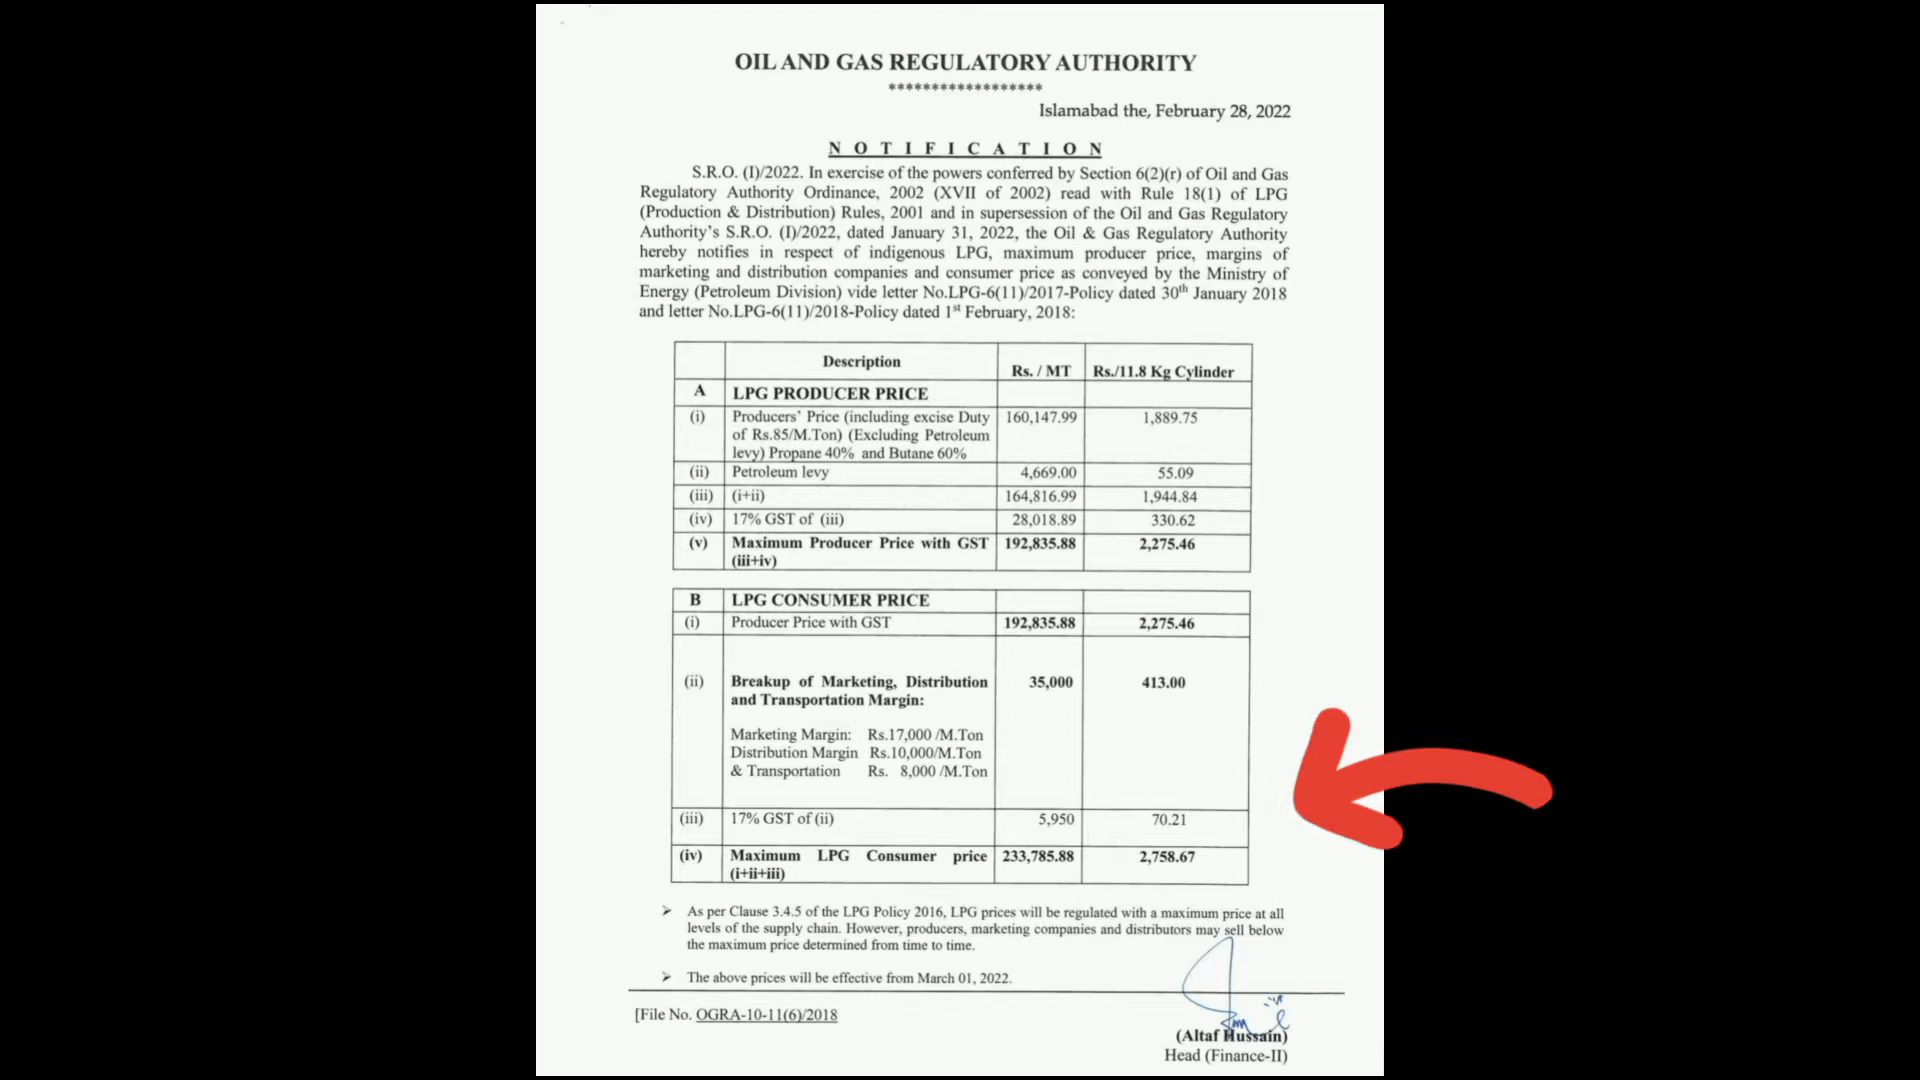 OIL AND GAS REGULATORY AUTHORITY
******************
Islamabad the, February 28, 2022
N O T I F I C A T I O N
S.R.O. (I)/2022. In exercise of the powers conferred by Section 6(2)(r) of Oil and Gas
Regulatory Authority Ordinance, 2002 (XVII of 2002) read with Rule 18(1) of LPG
(Production & Distribution) Rules, 2001 and in supersession of the Oil and Gas Regulatory
Authority's S.R.O. (I)/2022, dated January 31, 2022, the Oil & Gas Regulatory Authority
hereby notifies in respect of indigenous LPG, maximum producer price, margins of
marketing and distribution companies and consumer price as conveyed by the Ministry of
Energy (Petroleum Division) vide letter No.LPG-6(11)/2017-Policy dated 30th January 2018
and letter No.LPG-6(11)/2018-Policy dated 1st February, 2018:
Description Rs. / MT Rs./11.8 Kg Cylinder
A LPG PRODUCER PRICE
(i) Producers' Price (including excise Duty 160,147.99 1,889.75
of Rs.85/M.Ton) (Excluding Petroleum
levy) Propane 40% and Butane 60%
(ii) Petroleum levy 4,669.00 55.09
(iii) (i+ii) 164,816.99 1,944.84
(iv) 17% GST of (iii) 28,018.89 330.62
(v) Maximum Producer Price with GST 192,835.88 2,275.46
(iii+iv)
B LPG CONSUMER PRICE
(i) Producer Price with GST 192,835.88 2,275.46
(ii) Breakup of Marketing, Distribution 35,000 413.00
and Transportation Margin:
Marketing Margin: Rs.17,000 /M.Ton
Distribution Margin Rs.10,000/M.Ton
& Transportation Rs. 8,000 /M.Ton
(iii) 17% GST of (ii) 5,950 70.21
(iv) Maximum LPG Consumer price 233,785.88 2,758.67
(i+ii+iii)
➢ As per Clause 3.4.5 of the LPG Policy 2016, LPG prices will be regulated with a maximum price at all
levels of the supply chain. However, producers, marketing companies and distributors may sell below
the maximum price determined from time to time.
➢ The above prices will be effective from March 01, 2022.
[File No. OGRA-10-11(6)/2018
(Altaf Hussain)
Head (Finance-II)